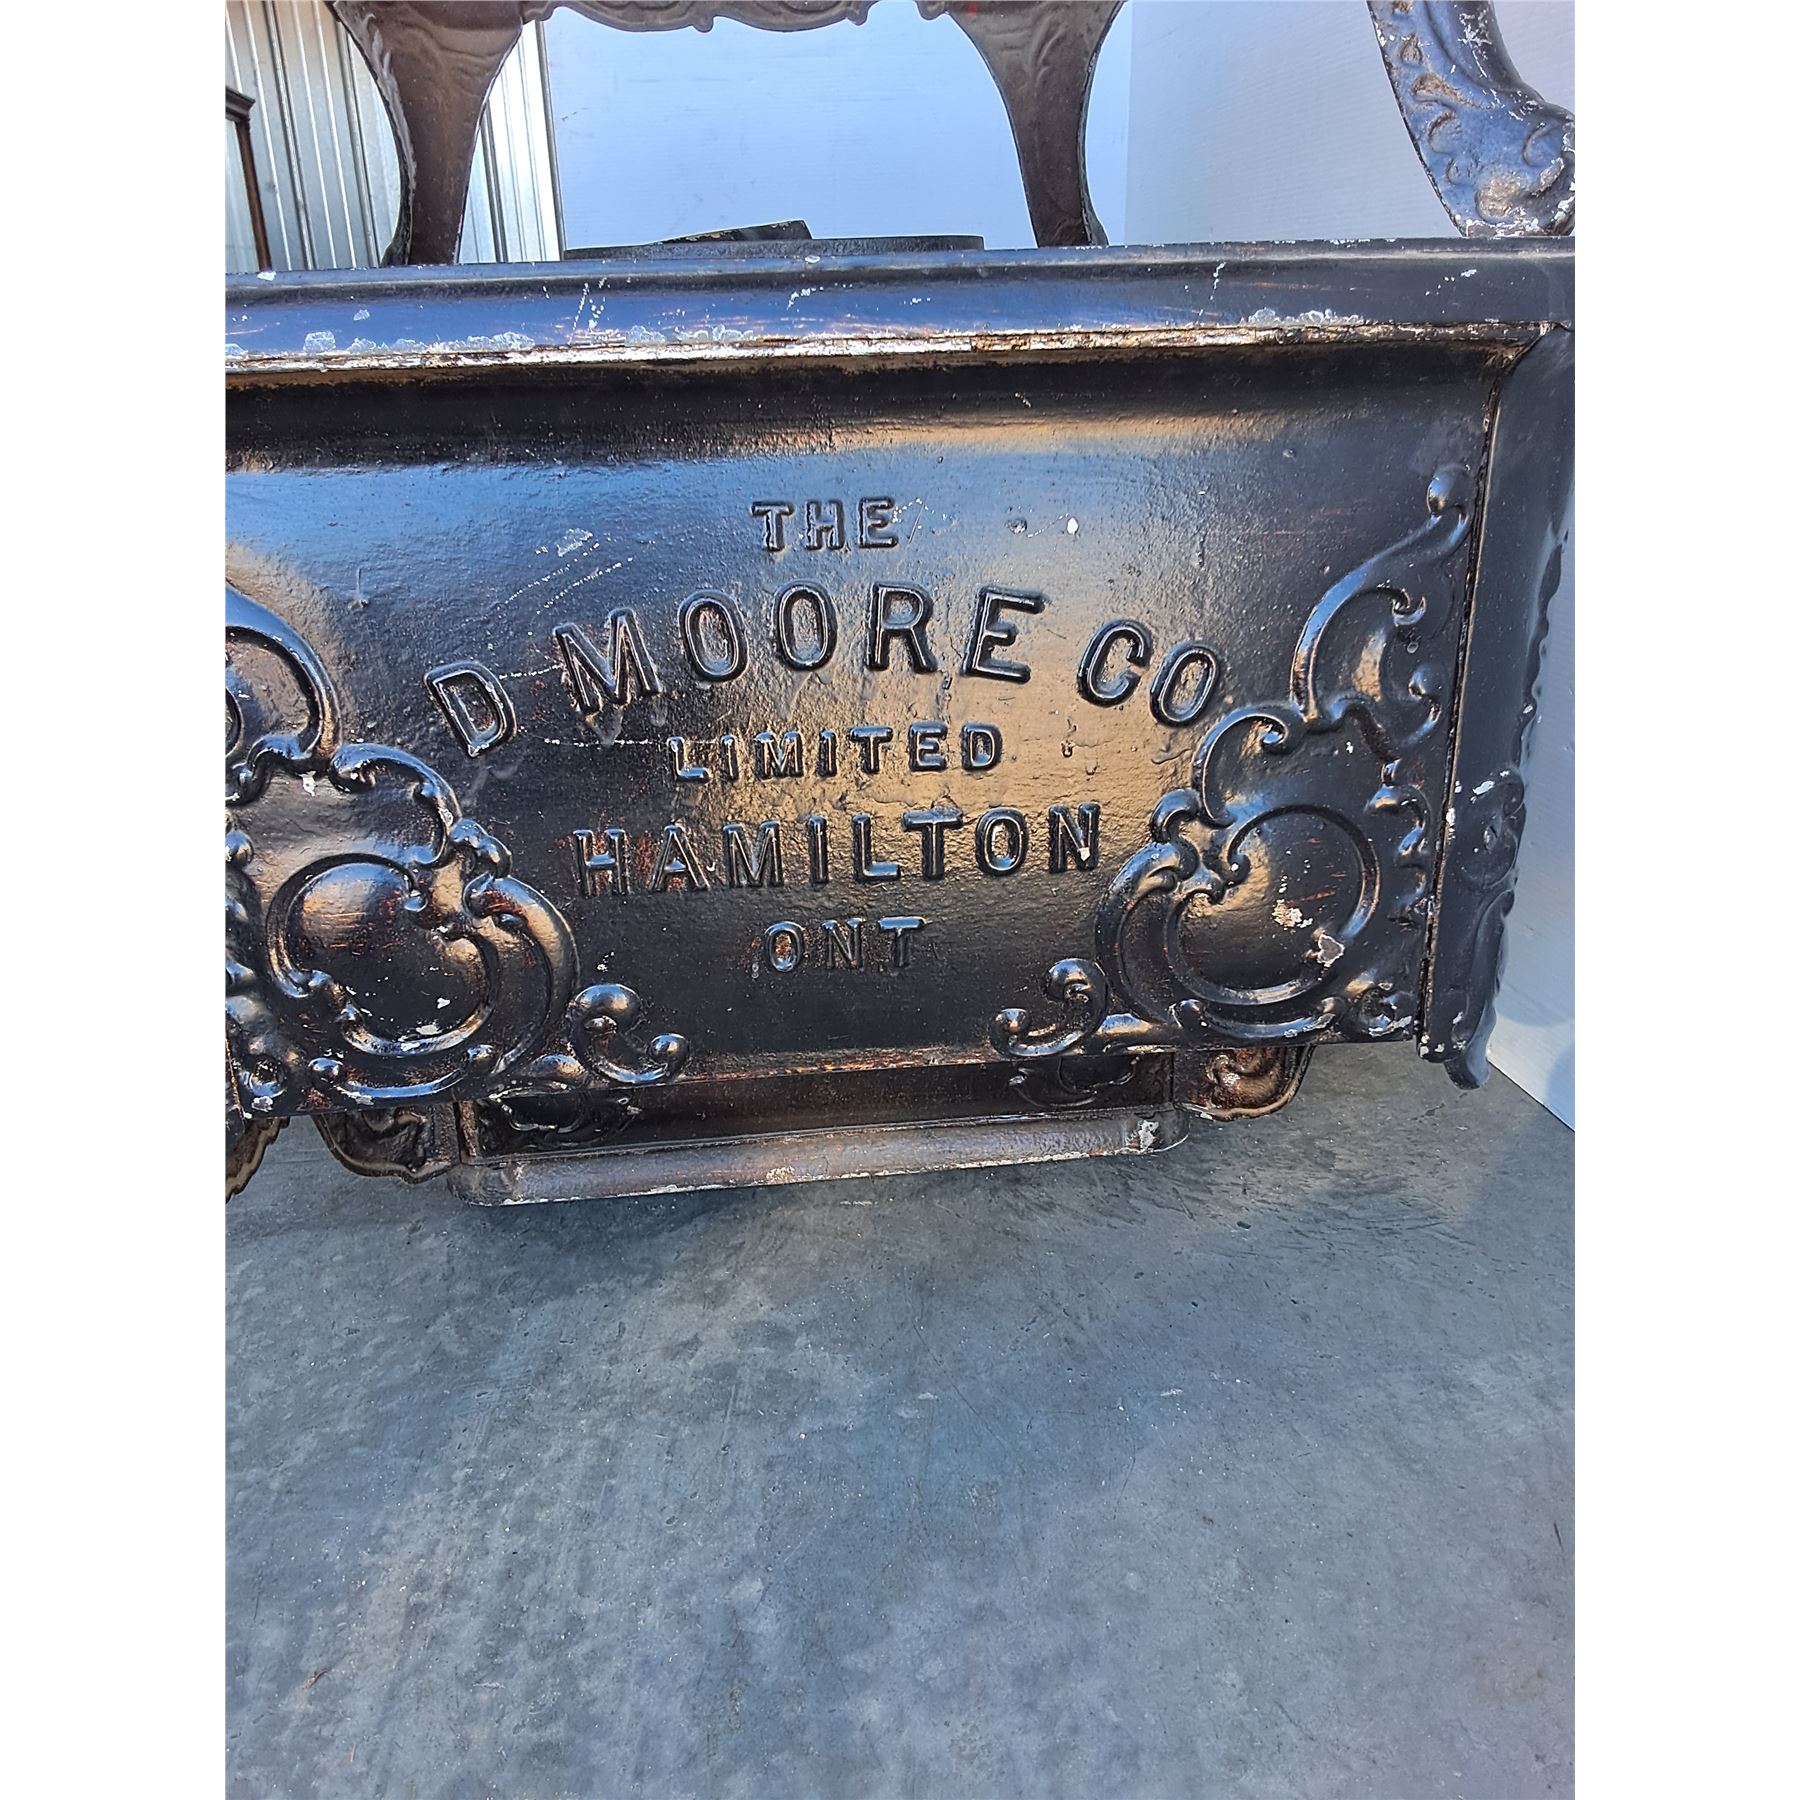 THE
D MOORE CO
LIMITED
HAMILTON
ONT